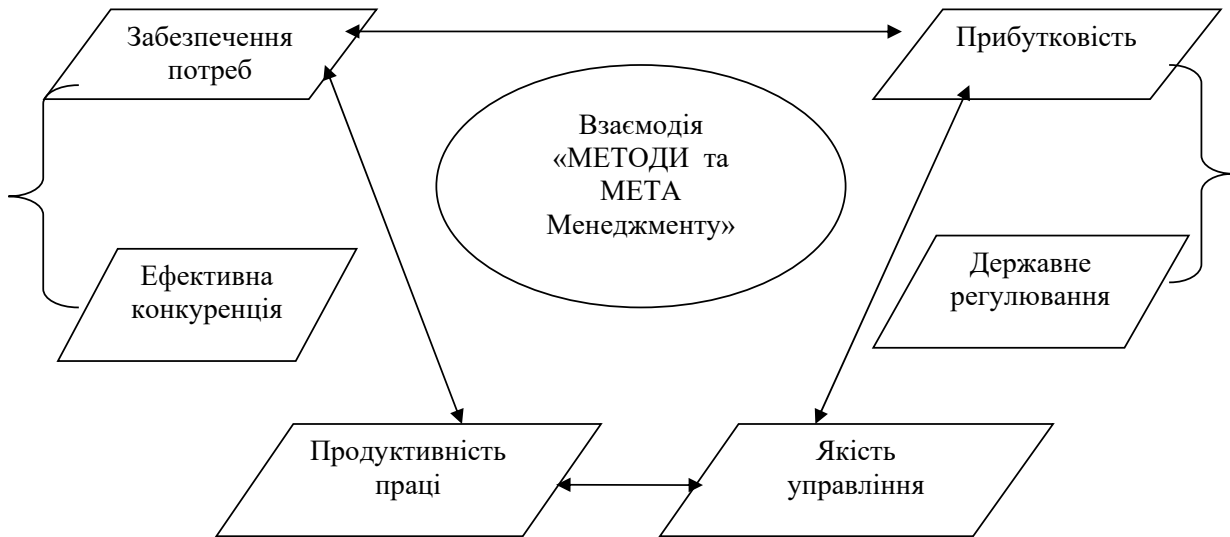 Забезпечення
потреб
Прибутковість
Взаємодія
«МЕТОДИ та
МЕТА
Менеджменту»
Ефективна
конкуренція
Державне
регулювання
Продуктивність
праці
Якість
управління